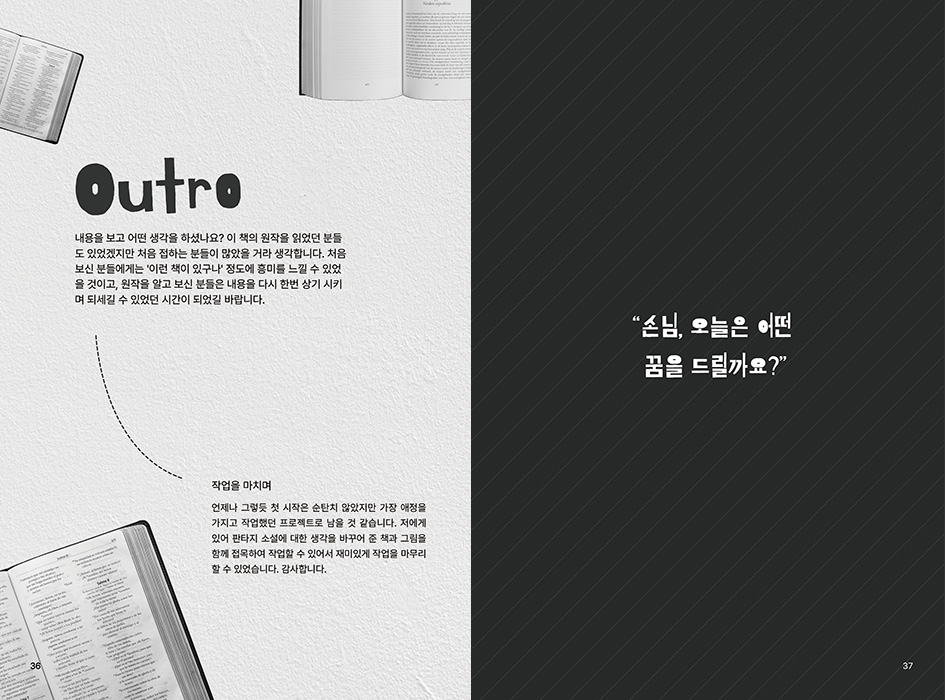 Outro
내용을 보고 어떤 생각을 하셨나요? 이 책의 원작을 읽었던 분들
도 있었겠지만 처음 접하는 분들이 많았을 거라 생각합니다. 처음
보신 분들에게는 '이런 책이 있구나' 정도에 흥미를 느낄 수 있었
을 것이고, 원작을 알고 보신 분들은 내용을 다시 한번 상기 시키
며 되세길 수 있었던 시간이 되었길 바랍니다.
작업을 마치며
언제나 그렇듯 첫 시작은 순탄치 않았지만 가장 애정을
가지고 작업했던 프로젝트로 남을 것 같습니다. 저에게
있어 판타지 소설에 대한 생각을 바꾸어 준 책과 그림을
함께 접목하여 작업할 수 있어서 재미있게 작업을 마무리
할 수 있었습니다. 감사합니다.
36
“손님, 오늘은 어떤
꿈을 드릴까요?”
37